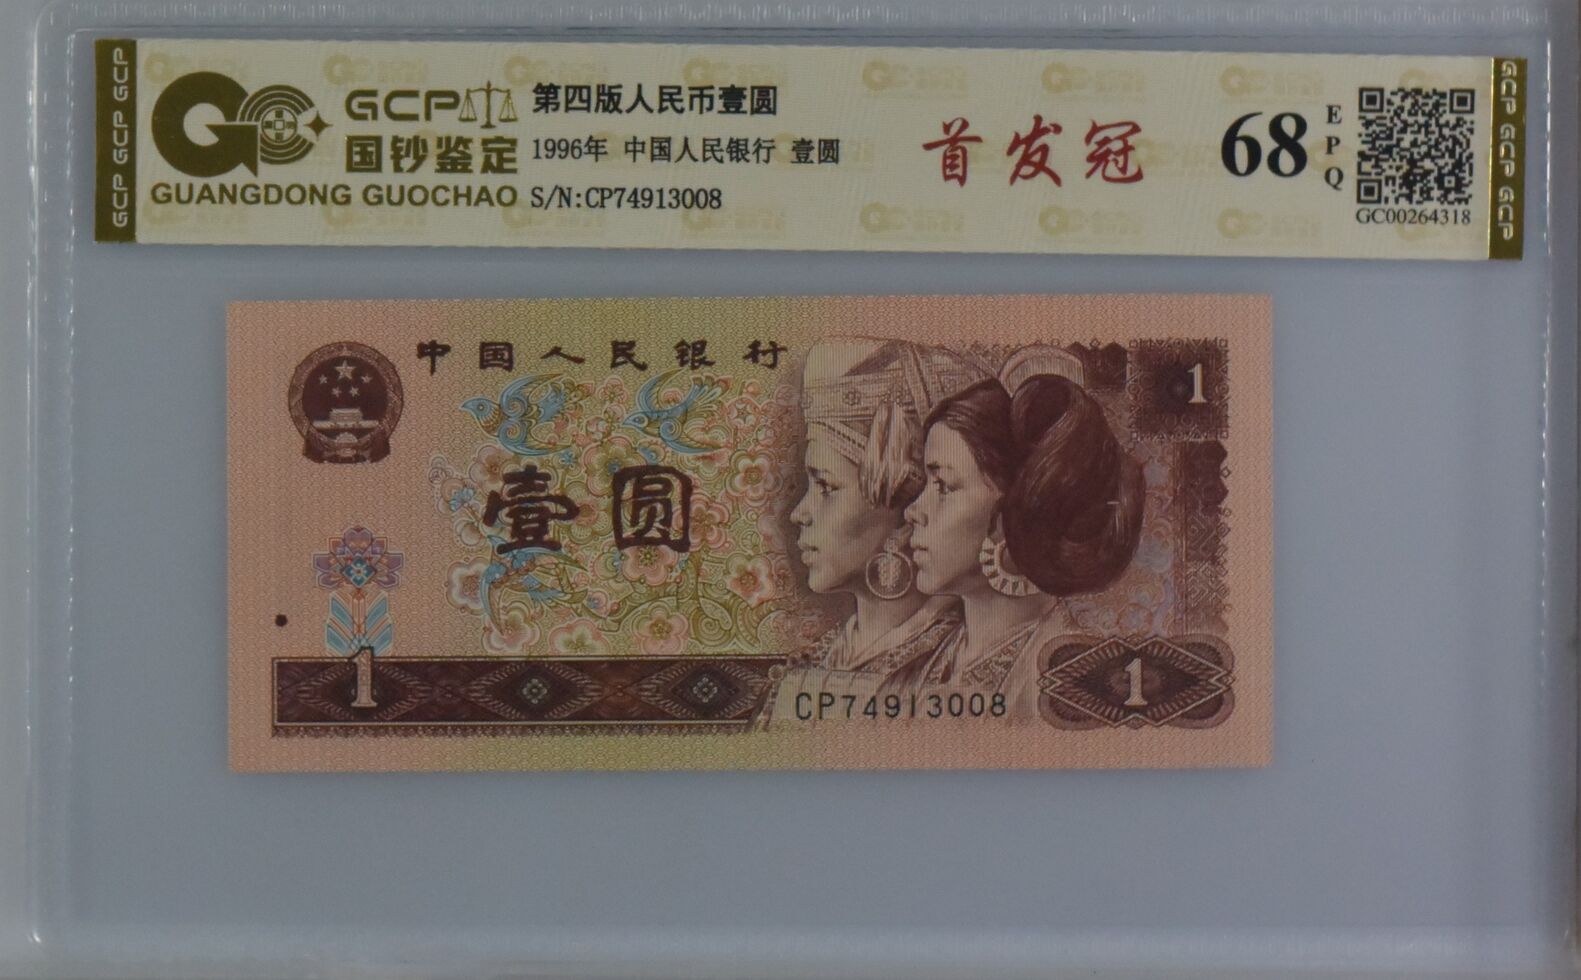 GCP GCP GCP
GCP
国钞鉴定
GUANGDONG GUOCHAO
第四版人民币壹圆
1996年 中国人民银行 壹圆
S/N:CP74913008
首发冠
68
EPQ
GC00264318
GCP GCP GCP
中国人民银行
1
壹圆
1
1
CP74913008